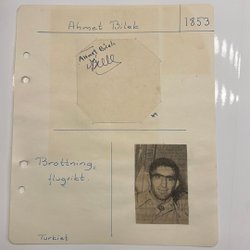 Ahmet Bilek
1853
Ahmet Bilek
Brottning,
flugvikt.
Turkiet